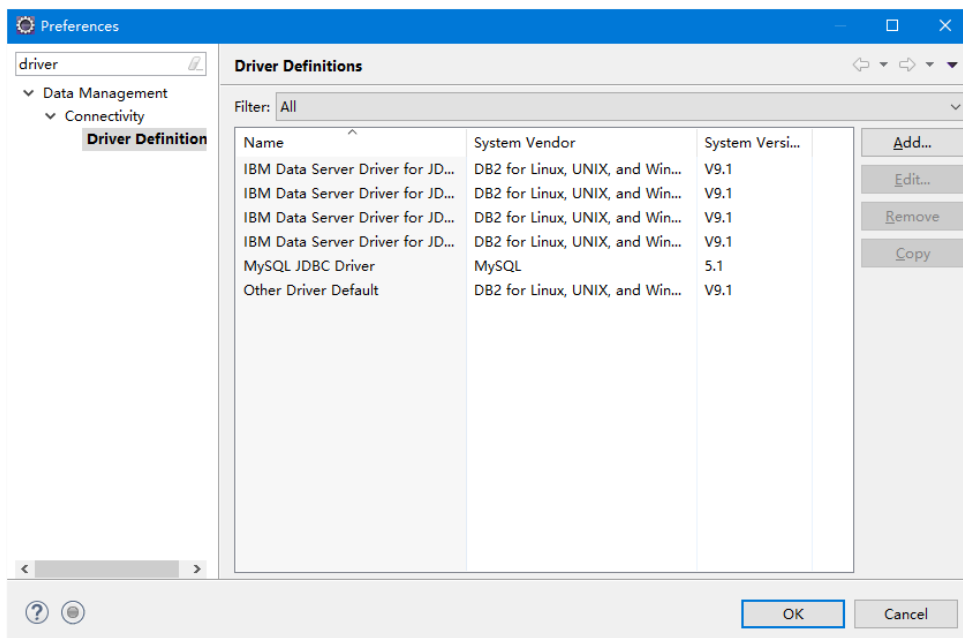 Preferences
driver
Driver Definitions
Data Management
Connectivity
Driver Definition
Filter: All
Name System Vendor System Versi...
Add...
IBM Data Server Driver for JD... DB2 for Linux, UNIX, and Win... V9.1
Edit...
IBM Data Server Driver for JD... DB2 for Linux, UNIX, and Win... V9.1
IBM Data Server Driver for JD... DB2 for Linux, UNIX, and Win... V9.1
Remove
IBM Data Server Driver for JD... DB2 for Linux, UNIX, and Win... V9.1
Copy
MySQL JDBC Driver MySQL 5.1
Other Driver Default DB2 for Linux, UNIX, and Win... V9.1
?
OK
Cancel